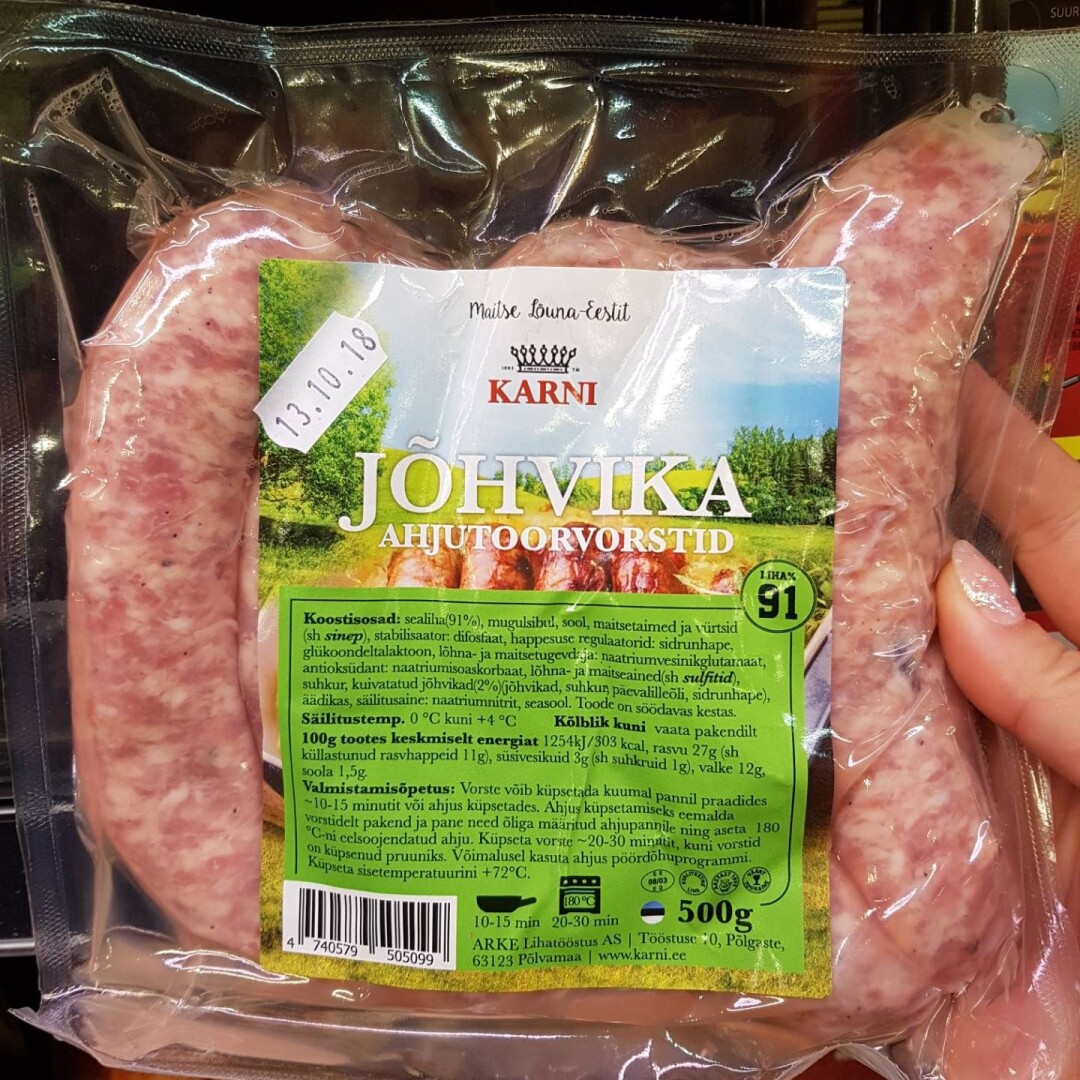 SUUR
Maitse Lõuna-Eestit
KARNI
13.10.18
JÕHVIKA
AHJUTOORVORSTID
LIHA%
91
Koostisosad: sealiha(91%), mugulsibul, sool, maitsetaimed ja vürtsid
(sh sinep), stabilisaator: difosfaat, happesuse regulaatorid: sidrunhape,
glükoondeltalaktoon, lõhna- ja maitsetugevdaja: naatriumvesinikglutamaat,
antioksüdant: naatriumisoaskorbaat, lõhna- ja maitseained(sh sulfitid),
suhkur, kuivatatud jõhvikad(2%)(jõhvikad, suhkur, päevalilleõli, sidrunhape),
äädikas, säilitusaine: naatriumnitrit, seasool. Toode on söödavas kestas.
Säilitustemp. 0 °C kuni +4 °C Kõlblik kuni vaata pakendilt
100g tootes keskmiselt energiat 1254kJ/303 kcal, rasvu 27g (sh
küllastunud rasvhappeid 11g), süsivesikuid 3g (sh suhkruid 1g), valke 12g,
soola 1,5g.
Valmistamisõpetus: Vorste võib küpsetada kuumal pannil praadides
~10-15 minutit või ahjus küpsetades. Ahjus küpsetamiseks eemalda
vorstidelt pakend ja pane need õliga määritud ahjupannile ning aseta 180
°C-ni eelsoojendatud ahju. Küpseta vorste ~20-30 minutit, kuni vorstid
on küpsenud pruuniks. Võimalusel kasuta ahjus pöördõhuprogrammi.
Küpseta sisetemperatuurini +72°C.
180°C
10-15 min 20-30 min
500g
ARKE Lihatööstus AS | Tööstuse 10, Põlgaste,
63123 Põlvamaa | www.karni.ee
4 740579 505099